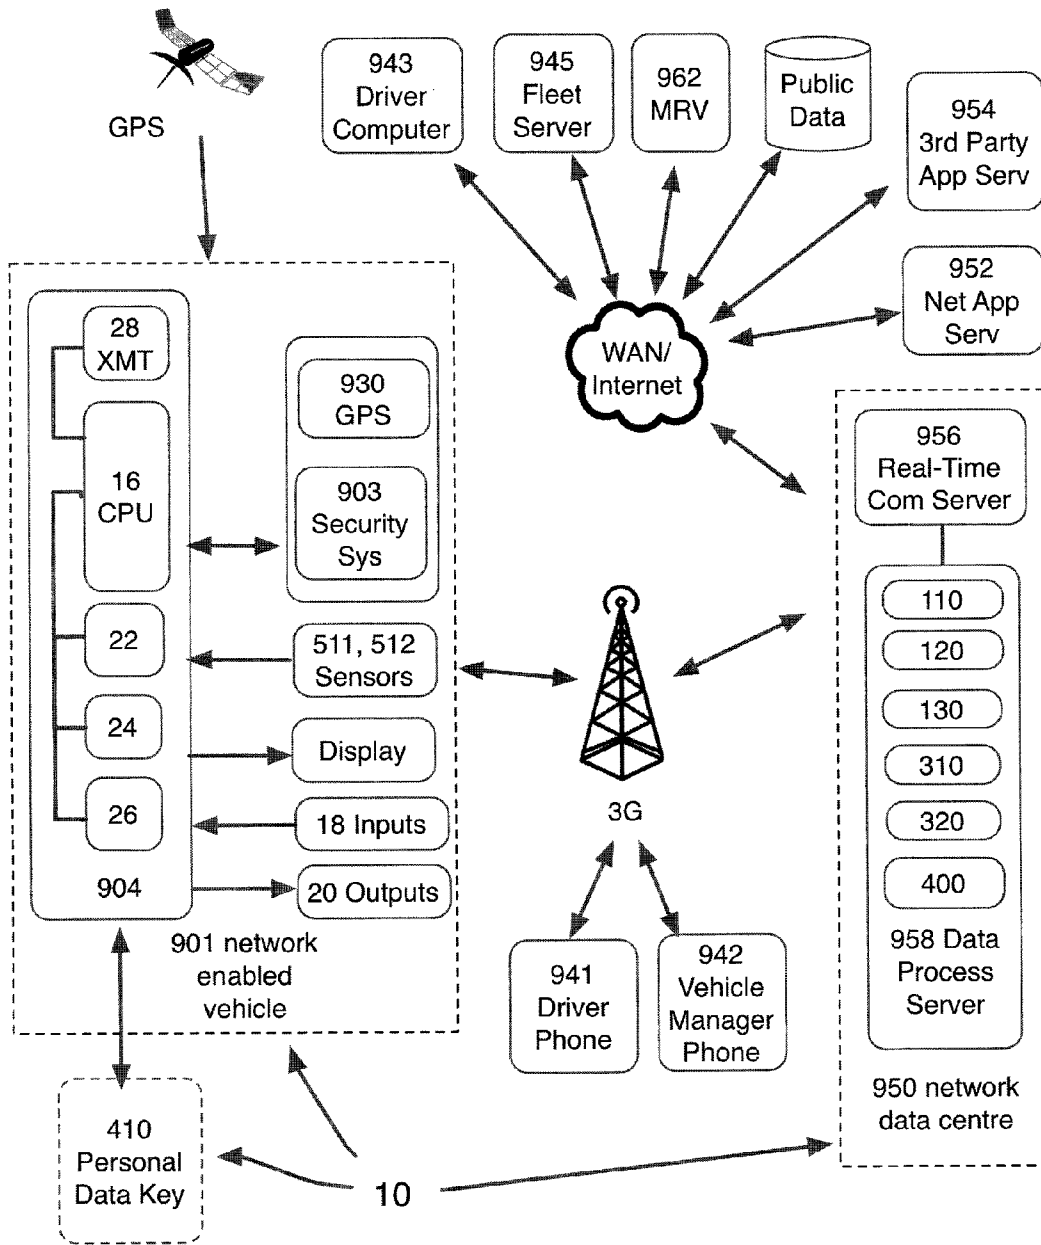 GPS
943
Driver
Computer
945
Fleet
Server
962
MRV
Public
Data
954
3rd Party
App Serv
952
Net App
Serv
WAN/
Internet
28
XMT
16
CPU
22
24
26
904
930
GPS
903
Security
Sys
511, 512
Sensors
Display
18 Inputs
20 Outputs
901 network
enabled
vehicle
3G
941
Driver
Phone
942
Vehicle
Manager
Phone
956
Real-Time
Com Server
110
120
130
310
320
400
958 Data
Process
Server
950 network
data centre
410
Personal
Data Key
10